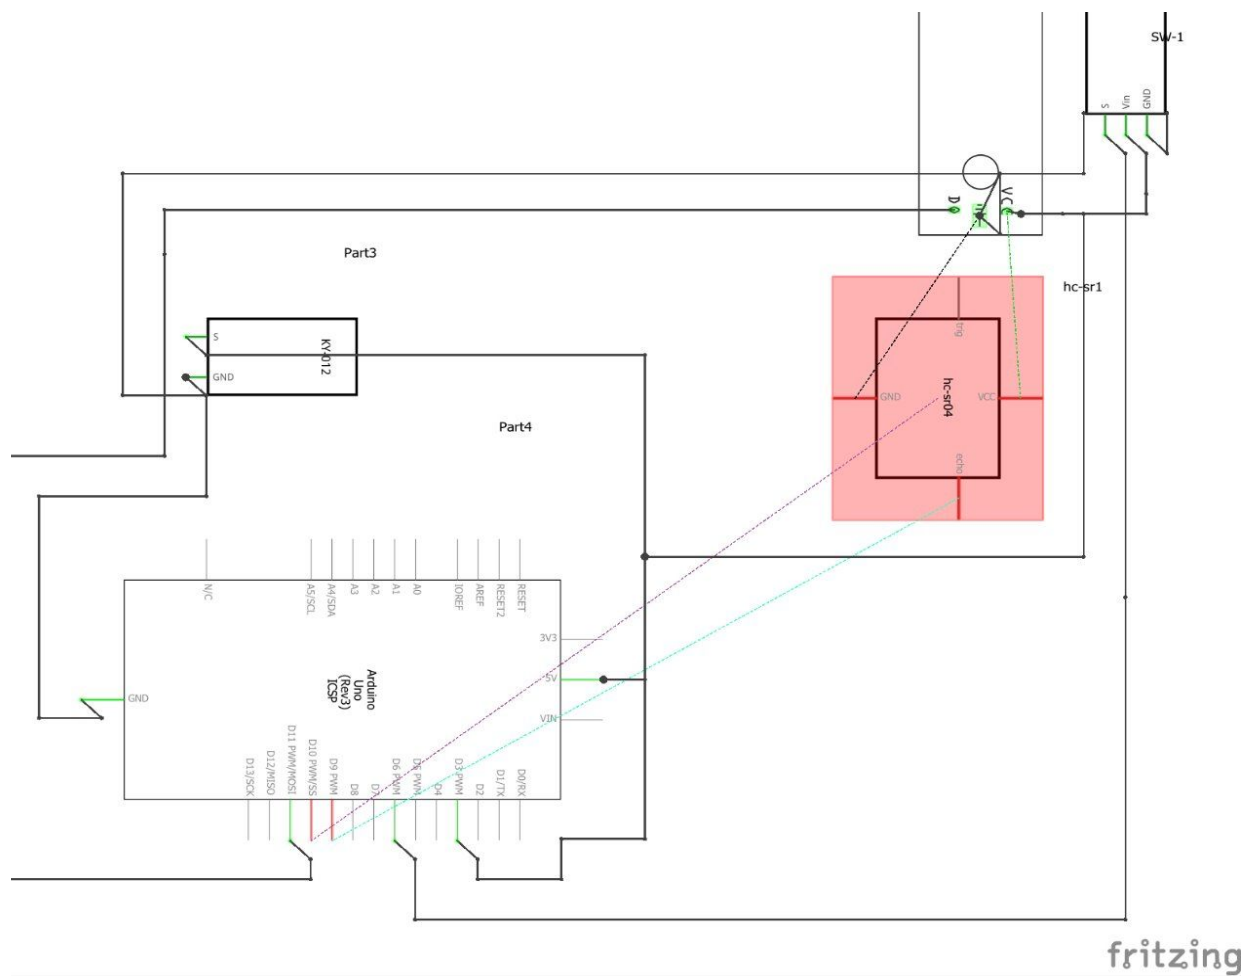 SW-1
S
Vin
GND
D
VCC
Part3
hc-sr1
S
GND
KY-012
trig
GND
hc-sr04
VCC
echo
Part4
N/C
A5/SCL
A4/SDA
A3
A2
A1
A0
IOREF
AREF
RESET2
RESET
3V3
5V
VIN
GND
Arduino
Uno
(Rev3)
ICSP
D13/SCK
D12/MISO
D11 PWM/MOSI
D10 PWM/SS
D9 PWM
D8
D7
D6 PWM
D5 PWM
D4
D3 PWM
D2
D1/TX
D0/RX
fritzing